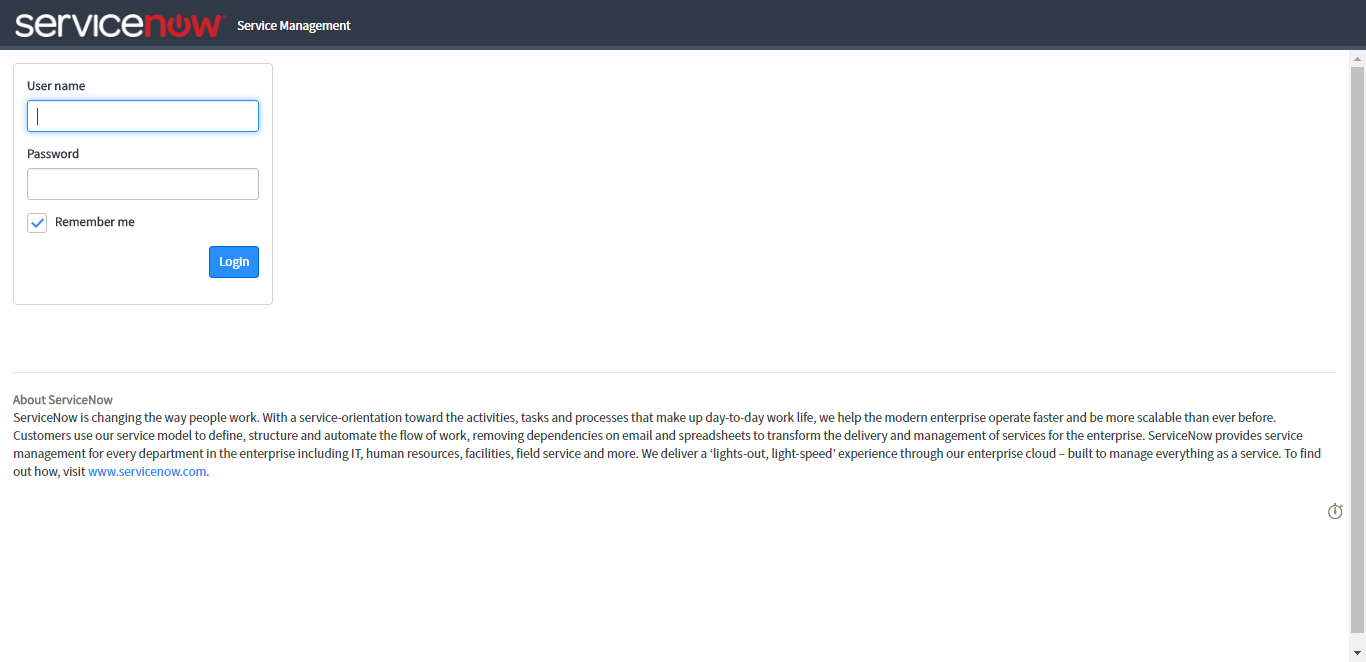 servicenow Service Management
User name
Password
Remember me
Login
About ServiceNow
ServiceNow is changing the way people work. With a service-orientation toward the activities, tasks and processes that make up day-to-day work life, we help the modern enterprise operate faster and be more scalable than ever before.
Customers use our service model to define, structure and automate the flow of work, removing dependencies on email and spreadsheets to transform the delivery and management of services for the enterprise. ServiceNow provides service
management for every department in the enterprise including IT, human resources, facilities, field service and more. We deliver a ‘lights-out, light-speed’ experience through our enterprise cloud – built to manage everything as a service. To find
out how, visit www.servicenow.com.